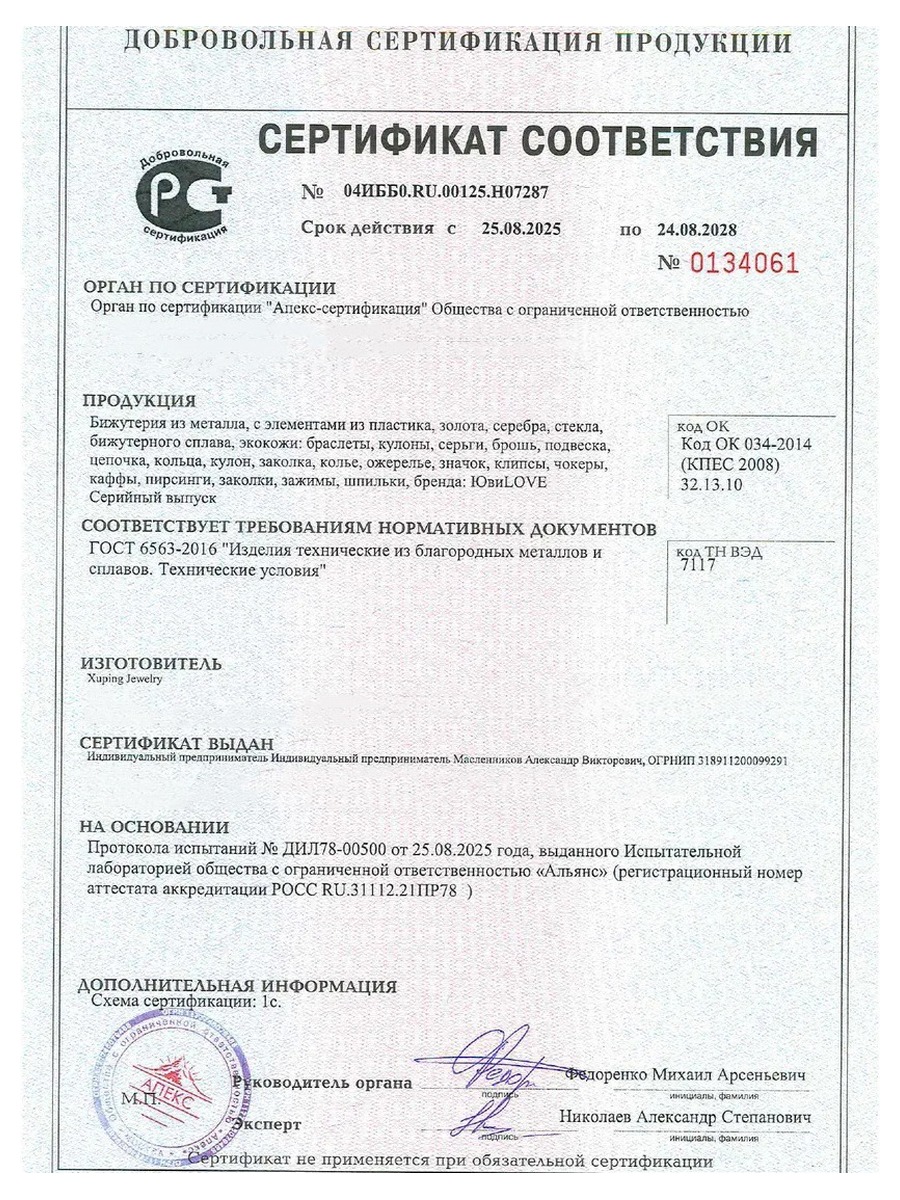 ДОБРОВОЛЬНАЯ СЕРТИФИКАЦИЯ ПРОДУКЦИИ
СЕРТИФИКАТ СООТВЕТСТВИЯ
Добровольная
РСТ
сертификация
№ 04ИББ0.RU.00125.Н07287
Срок действия с 25.08.2025 по 24.08.2028
№ 0134061
ОРГАН ПО СЕРТИФИКАЦИИ
Орган по сертификации "Апекс-сертификация" Общества с ограниченной ответственностью
ПРОДУКЦИЯ
Бижутерия из металла, с элементами из пластика, золота, серебра, стекла,
бижутерного сплава, экокожи: браслеты, кулоны, серьги, брошь, подвеска,
цепочка, кольца, кулон, заколка, колье, ожерелье, значок, клипсы, чокеры,
каффы, пирсинги, заколки, зажимы, шпильки, бренда: ЮвиLOVE
Серийный выпуск
код ОК
Код ОК 034-2014
(КПЕС 2008)
32.13.10
СООТВЕТСТВУЕТ ТРЕБОВАНИЯМ НОРМАТИВНЫХ ДОКУМЕНТОВ
ГОСТ 6563-2016 "Изделия технические из благородных металлов и
сплавов. Технические условия"
код ТН ВЭД
7117
ИЗГОТОВИТЕЛЬ
Xuping Jewelry
СЕРТИФИКАТ ВЫДАН
Индивидуальный предприниматель Индивидуальный предприниматель Масленников Александр Викторович, ОГРНИП 318911200099291
НА ОСНОВАНИИ
Протокола испытаний № ДИЛ78-00500 от 25.08.2025 года, выданного Испытательной
лабораторией общества с ограниченной ответственностью «Альянс» (регистрационный номер
аттестата аккредитации РОСС RU.31112.21ПР78 )
ДОПОЛНИТЕЛЬНАЯ ИНФОРМАЦИЯ
Схема сертификации: 1с.
Общество с ограниченной ответственностью
АПЕКС
М.П.
Руководитель органа
подпись
Федоренко Михаил Арсеньевич
инициалы, фамилия
Эксперт
подпись
Николаев Александр Степанович
инициалы, фамилия
Сертификат не применяется при обязательной сертификации